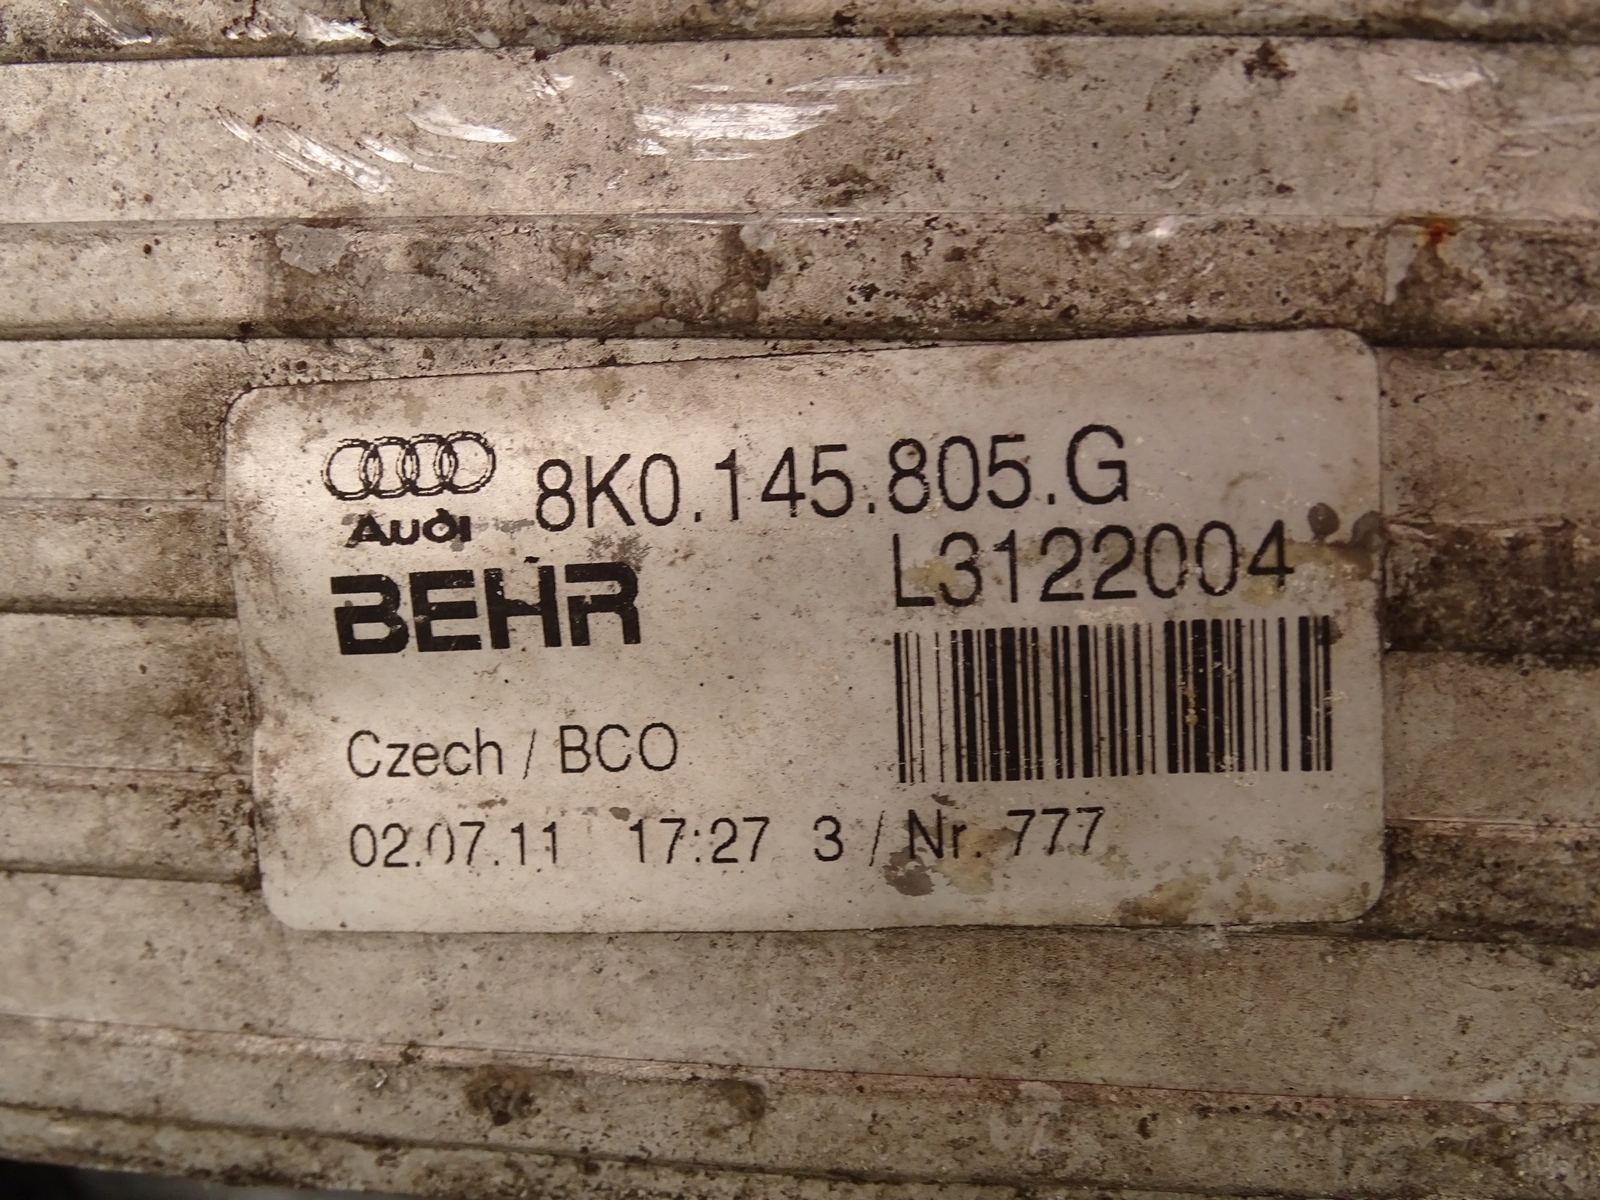 8K0.145.805.G
Audi
L3122004
BEHR
Czech / BCO
02.07.11 17:27 3 / Nr. 777